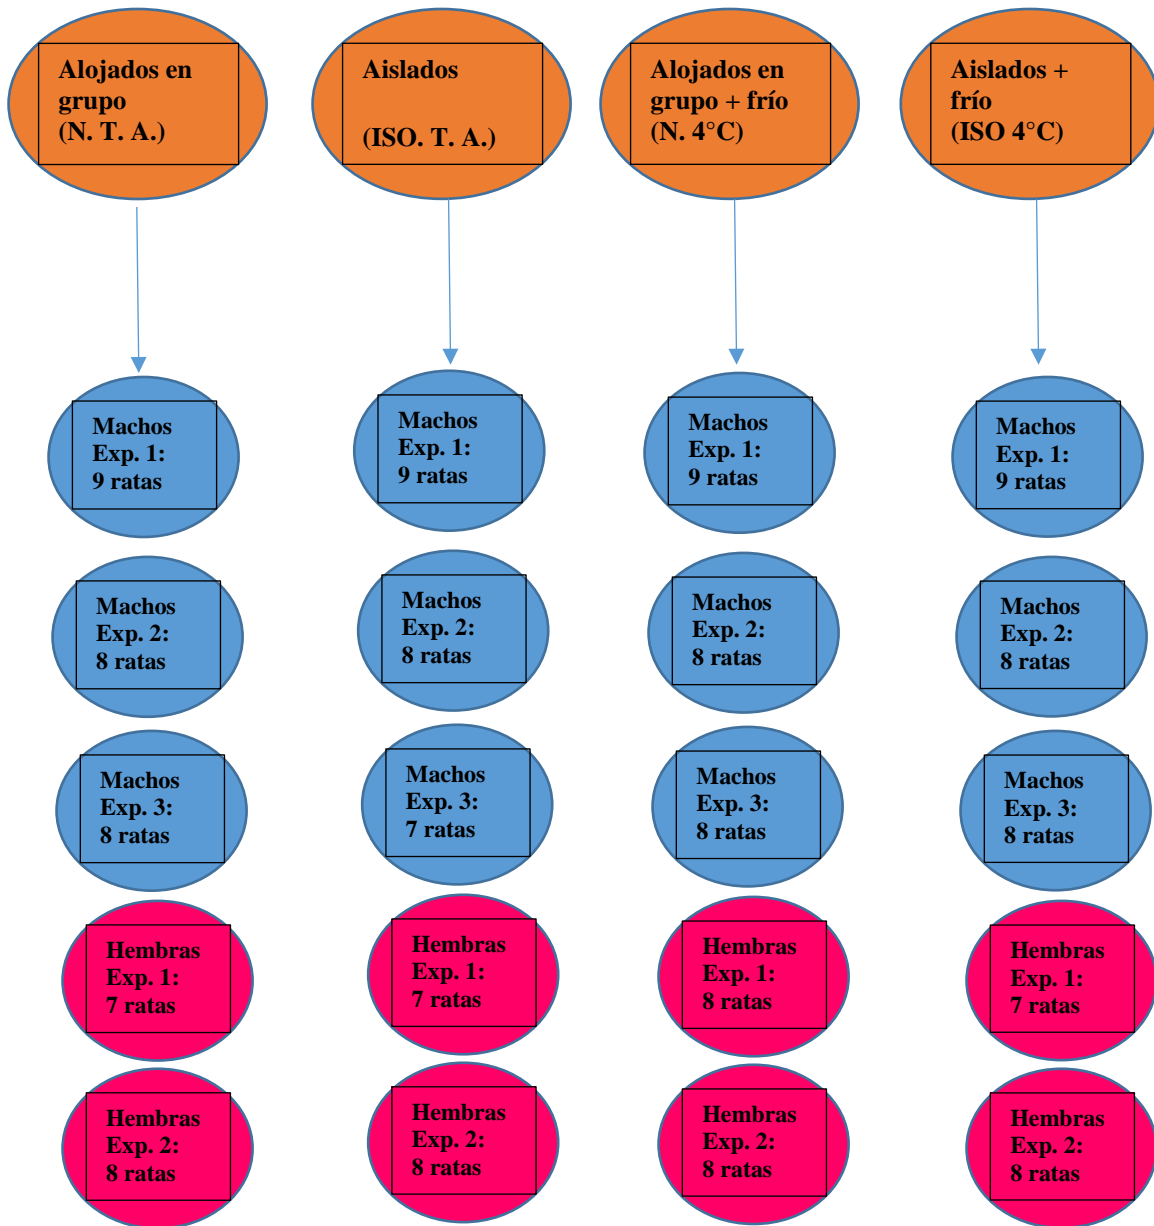 Alojados en
grupo
(N. T. A.)
Aislados
(ISO. T. A.)
Alojados en
grupo + frío
(N. 4°C)
Aislados +
frío
(ISO 4°C)
Machos
Exp. 1:
9 ratas
Machos
Exp. 1:
9 ratas
Machos
Exp. 1:
9 ratas
Machos
Exp. 1:
9 ratas
Machos
Exp. 2:
8 ratas
Machos
Exp. 2:
8 ratas
Machos
Exp. 2:
8 ratas
Machos
Exp. 2:
8 ratas
Machos
Exp. 3:
8 ratas
Machos
Exp. 3:
7 ratas
Machos
Exp. 3:
8 ratas
Machos
Exp. 3:
8 ratas
Hembras
Exp. 1:
7 ratas
Hembras
Exp. 1:
7 ratas
Hembras
Exp. 1:
8 ratas
Hembras
Exp. 1:
7 ratas
Hembras
Exp. 2:
8 ratas
Hembras
Exp. 2:
8 ratas
Hembras
Exp. 2:
8 ratas
Hembras
Exp. 2:
8 ratas